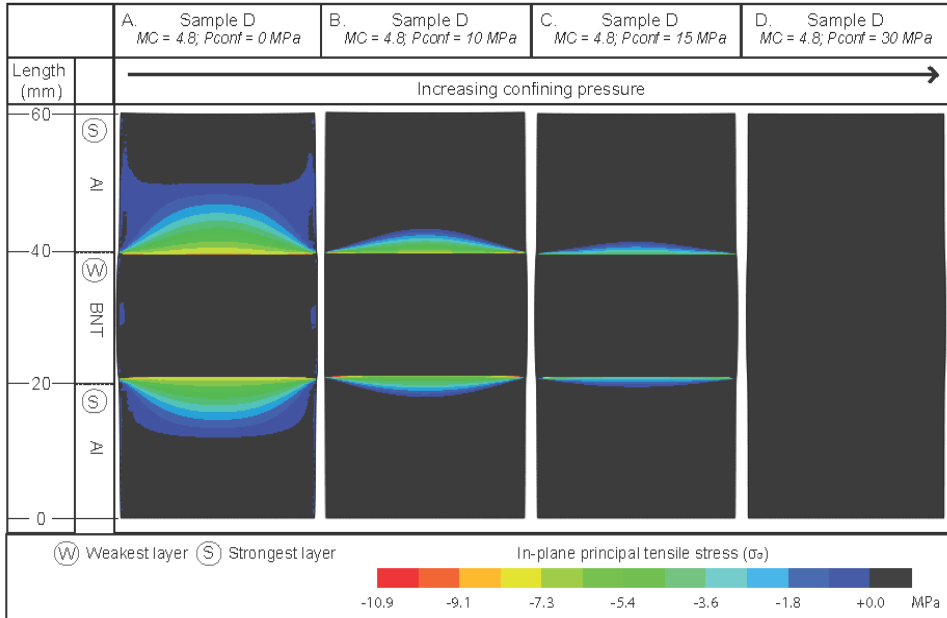 A. Sample D
MC = 4.8; Pconf = 0 MPa
B. Sample D
MC = 4.8; Pconf = 10 MPa
C. Sample D
MC = 4.8; Pconf = 15 MPa
D. Sample D
MC = 4.8; Pconf = 30 MPa
Length
(mm)
Increasing confining pressure
60
S
Al
40
W
BNT
20
S
Al
0
W Weakest layer S Strongest layer
In-plane principal tensile stress (σ₃)
-10.9 -9.1 -7.3 -5.4 -3.6 -1.8 +0.0 MPa